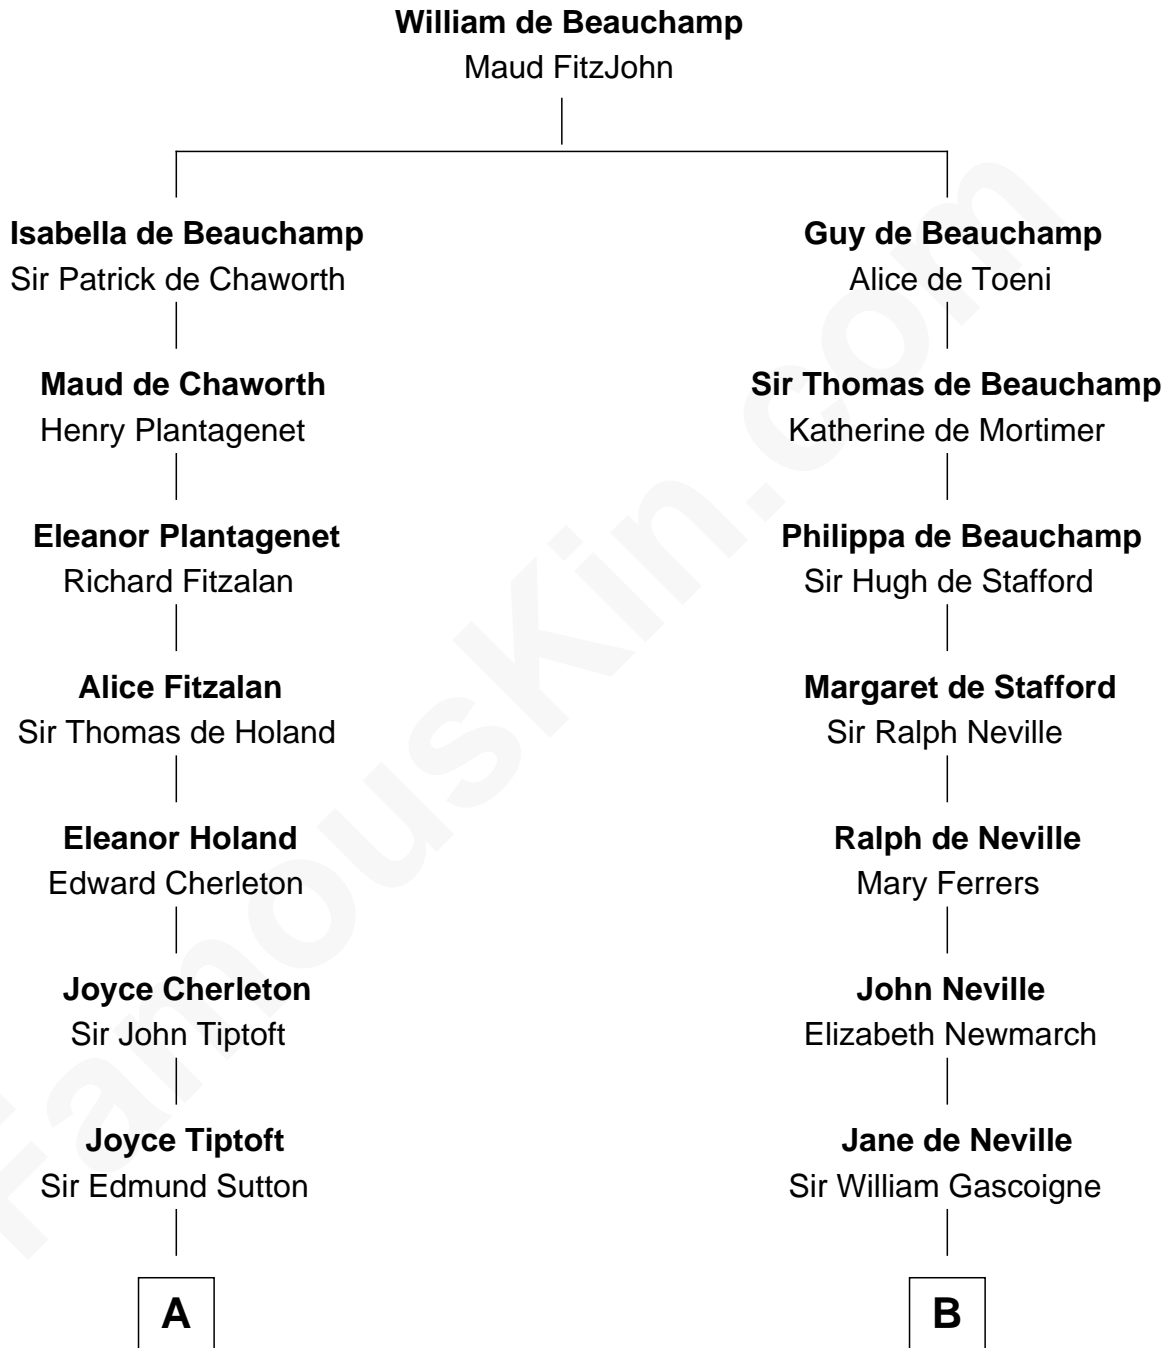 William de Beauchamp
Maud FitzJohn
Isabella de Beauchamp
Sir Patrick de Chaworth
Guy de Beauchamp
Alice de Toeni
Maud de Chaworth
Henry Plantagenet
Sir Thomas de Beauchamp
Katherine de Mortimer
Eleanor Plantagenet
Richard Fitzalan
Philippa de Beauchamp
Sir Hugh de Stafford
Alice Fitzalan
Sir Thomas de Holand
Margaret de Stafford
Sir Ralph Neville
Eleanor Holand
Edward Cherleton
Ralph de Neville
Mary Ferrers
Joyce Cherleton
Sir John Tiptoft
John Neville
Elizabeth Newmarch
Joyce Tiptoft
Sir Edmund Sutton
Jane de Neville
Sir William Gascoigne
A
B
FamousKin.com